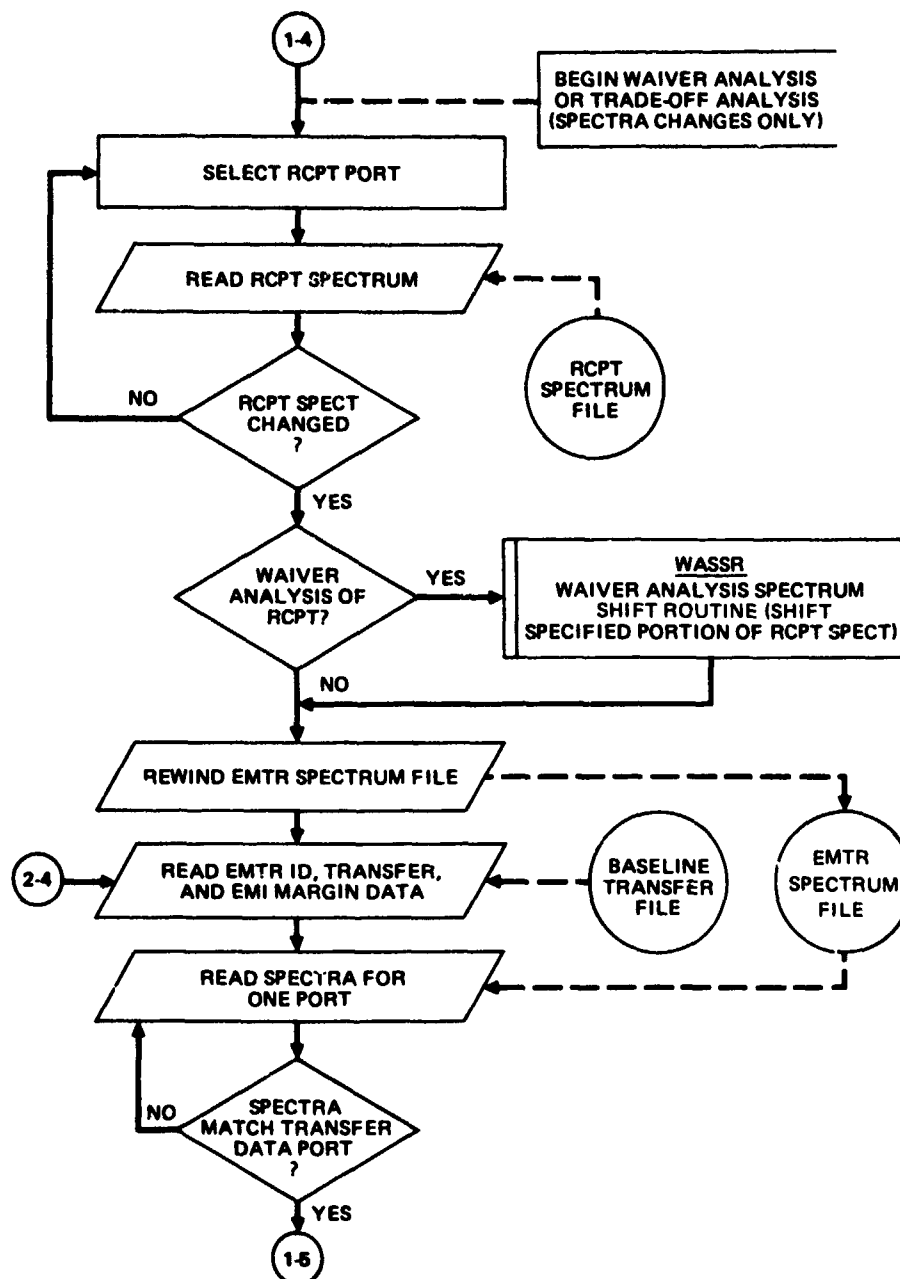 1-4
BEGIN WAIVER ANALYSIS
OR TRADE-OFF ANALYSIS
(SPECTRA CHANGES ONLY)
SELECT RCPT PORT
READ RCPT SPECTRUM
RCPT
SPECTRUM
FILE
NO
RCPT SPECT
CHANGED
?
YES
WAIVER
ANALYSIS OF
RCPT?
YES
WASSR
WAIVER ANALYSIS SPECTRUM
SHIFT ROUTINE (SHIFT
SPECIFIED PORTION OF RCPT SPECT)
NO
REWIND EMTR SPECTRUM FILE
2-4
READ EMTR ID, TRANSFER,
AND EMI MARGIN DATA
BASELINE
TRANSFER
FILE
EMTR
SPECTRUM
FILE
READ SPECTRA FOR
ONE PORT
NO
SPECTRA
MATCH TRANSFER
DATA PORT
?
YES
1-5